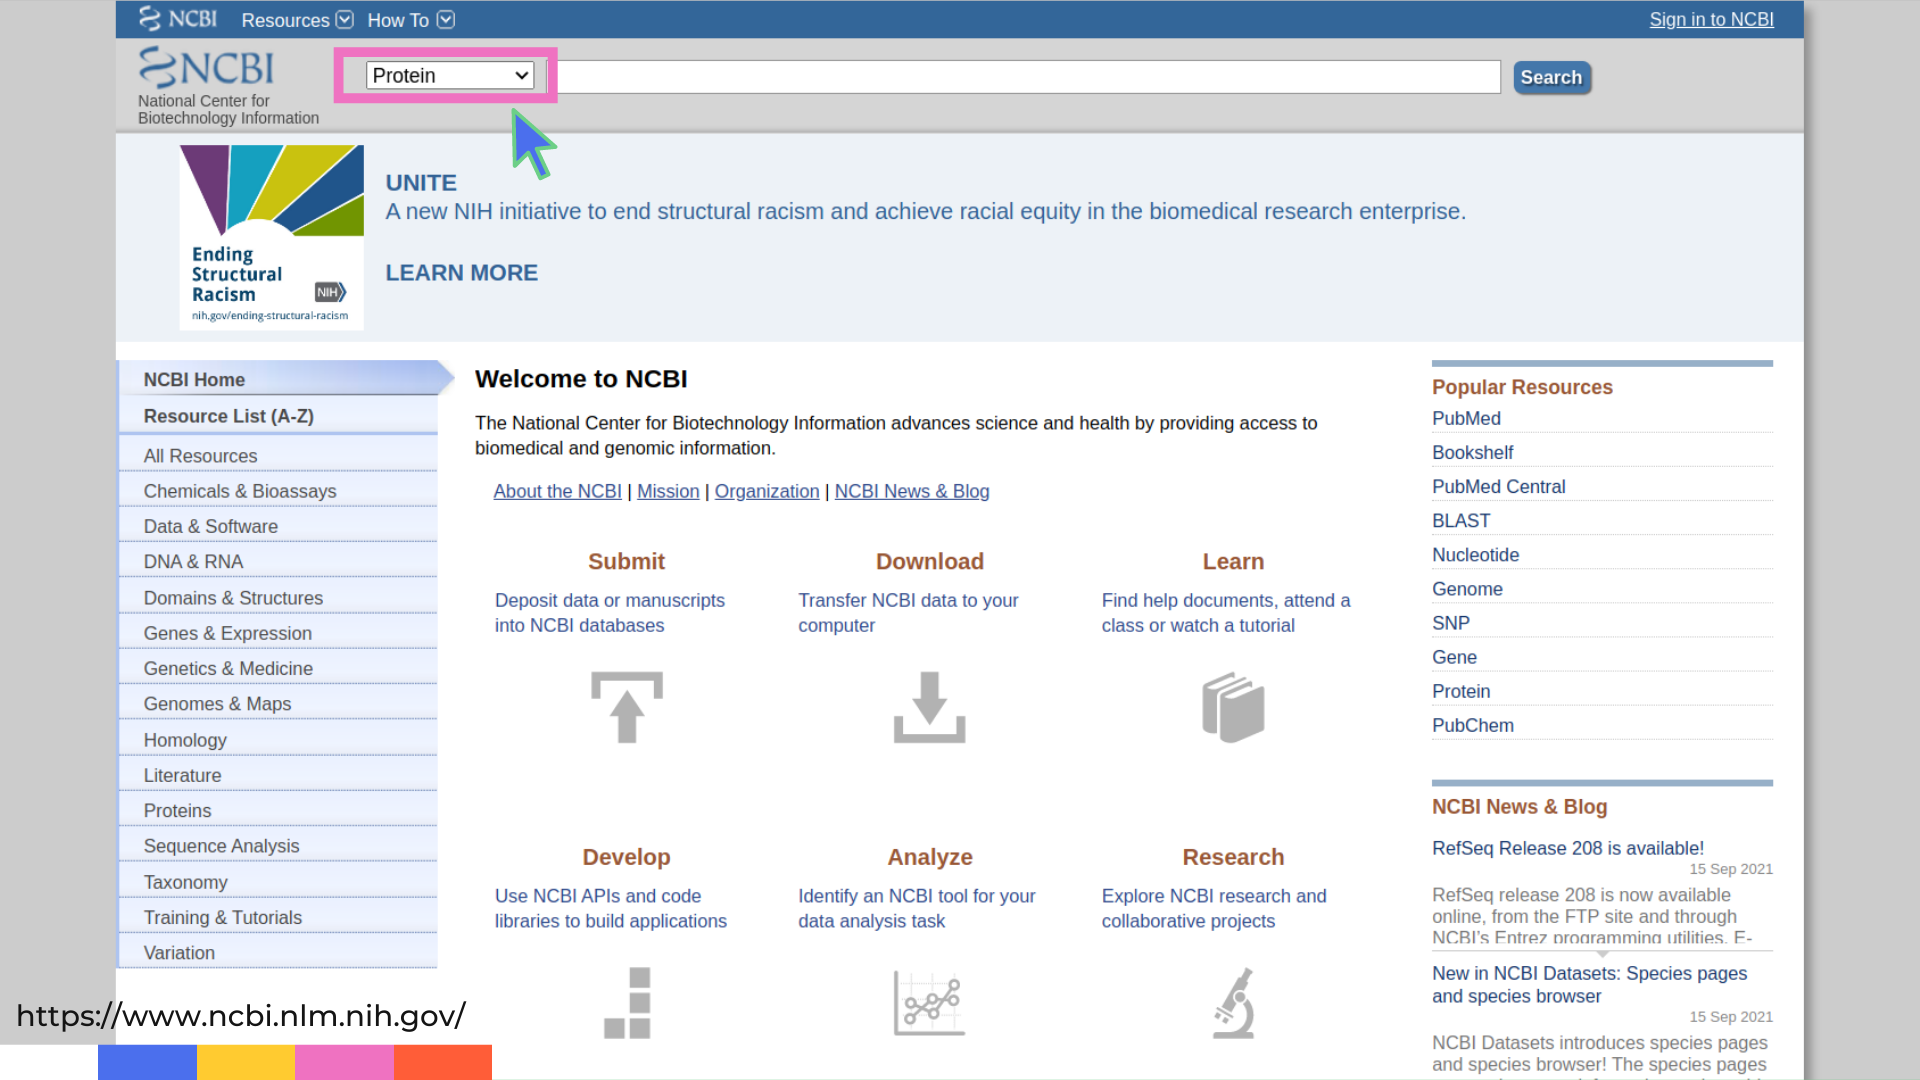 NCBI Resources How To Sign in to NCBI
NCBI
National Center for
Biotechnology Information
Protein Search
UNITE
A new NIH initiative to end structural racism and achieve racial equity in the biomedical research enterprise.
LEARN MORE
Ending
Structural
Racism NIH
nih.gov/ending-structural-racism
NCBI Home
Resource List (A-Z)
All Resources
Chemicals & Bioassays
Data & Software
DNA & RNA
Domains & Structures
Genes & Expression
Genetics & Medicine
Genomes & Maps
Homology
Literature
Proteins
Sequence Analysis
Taxonomy
Training & Tutorials
Variation
Welcome to NCBI
The National Center for Biotechnology Information advances science and health by providing access to
biomedical and genomic information.
About the NCBI | Mission | Organization | NCBI News & Blog
Submit
Deposit data or manuscripts
into NCBI databases
Download
Transfer NCBI data to your
computer
Learn
Find help documents, attend a
class or watch a tutorial
Develop
Use NCBI APIs and code
libraries to build applications
Analyze
Identify an NCBI tool for your
data analysis task
Research
Explore NCBI research and
collaborative projects
Popular Resources
PubMed
Bookshelf
PubMed Central
BLAST
Nucleotide
Genome
SNP
Gene
Protein
PubChem
NCBI News & Blog
RefSeq Release 208 is available!
15 Sep 2021
RefSeq release 208 is now available
online, from the FTP site and through
NCBI's Entrez programming utilities. E-
New in NCBI Datasets: Species pages
and species browser
15 Sep 2021
NCBI Datasets introduces species pages
and species browser! The species pages
https://www.ncbi.nlm.nih.gov/